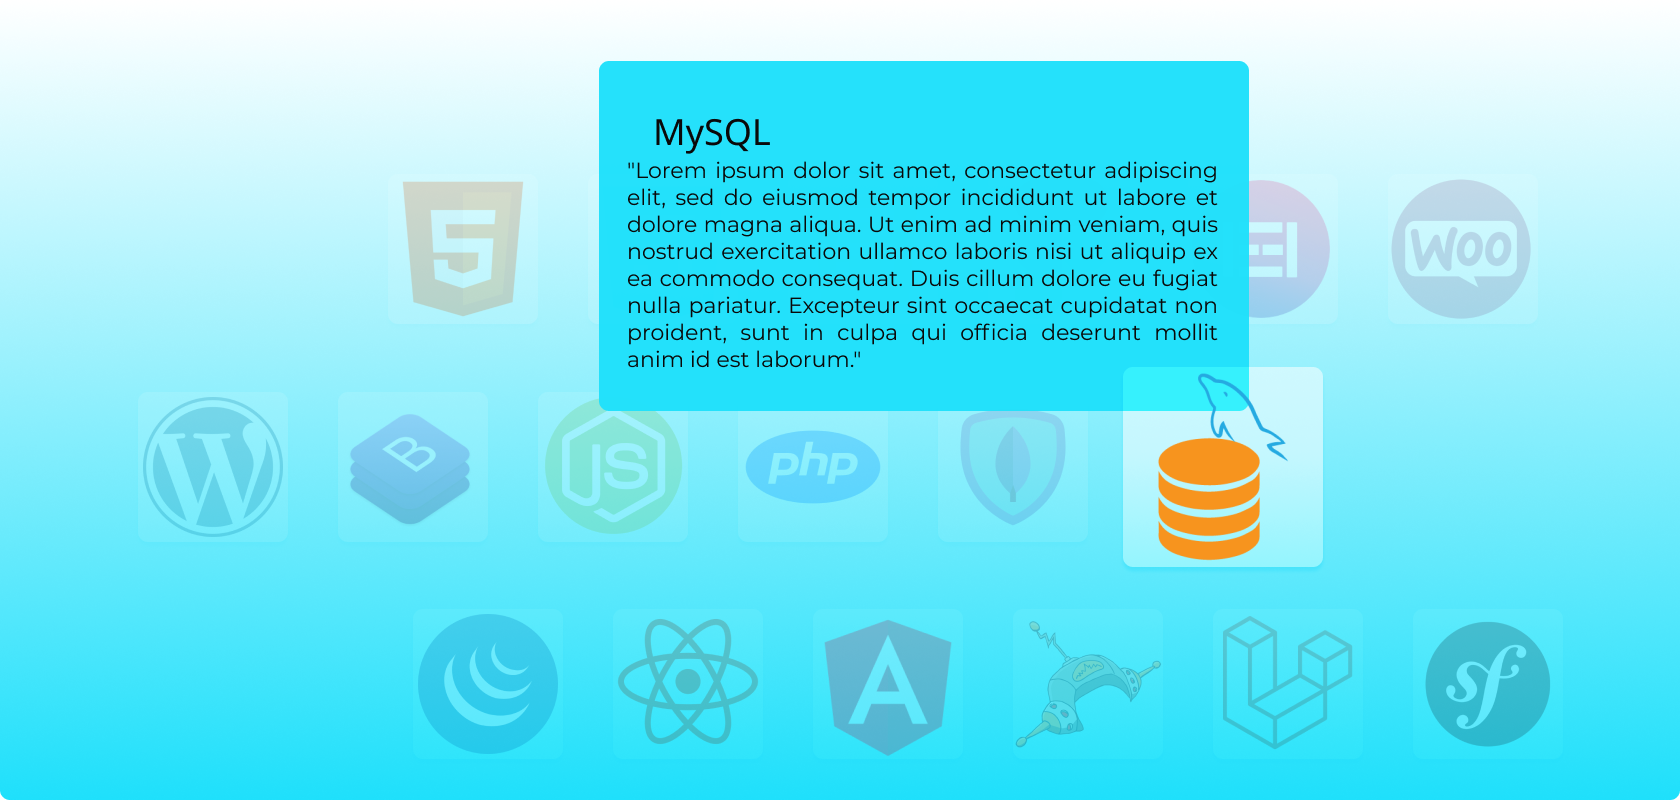 MySQL
"Lorem ipsum dolor sit amet, consectetur adipiscing
elit, sed do eiusmod tempor incididunt ut labore et
dolore magna aliqua. Ut enim ad minim veniam, quis
nostrud exercitation ullamco laboris nisi ut aliquip ex
ea commodo consequat. Duis cillum dolore eu fugiat
nulla pariatur. Excepteur sint occaecat cupidatat non
proident, sunt in culpa qui officia deserunt mollit
anim id est laborum."
5
E
Woo
W
B
JS
php
A
sf